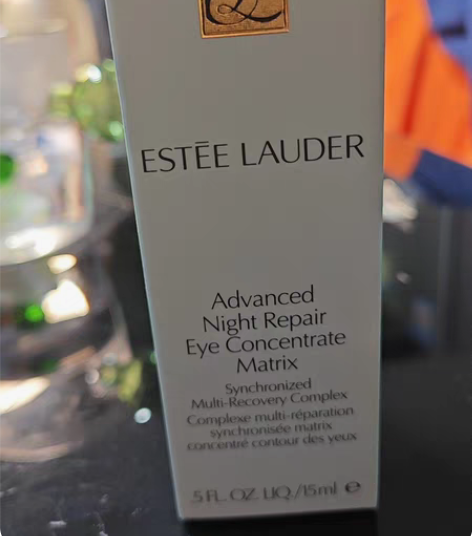 ESTĒE LAUDER
Advanced
Night Repair
Eye Concentrate
Matrix
Synchronized
Multi-Recovery Complex
Complexe multi-réparation
synchronisée matrix
concentré contour des yeux
.5 FL. OZ. LIQ./15ml ℮